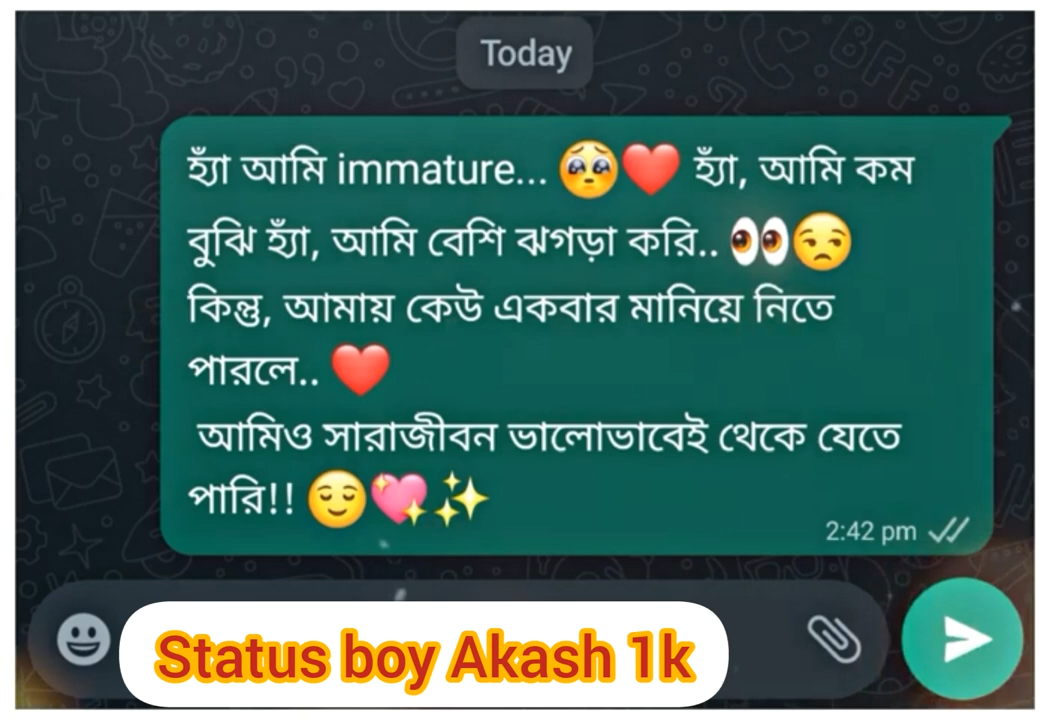 Today
হ্যাঁ আমি immature... 🥺❤️ হ্যাঁ, আমি কম
বুঝি হ্যাঁ, আমি বেশি ঝগড়া করি.. 👀😒
কিন্তু, আমায় কেউ একবার মানিয়ে নিতে
পারলে.. ❤️
আমিও সারাজীবন ভালোভাবেই থেকে যেতে
পারি!! 😌💖✨
2:42 pm
Status boy Akash 1k